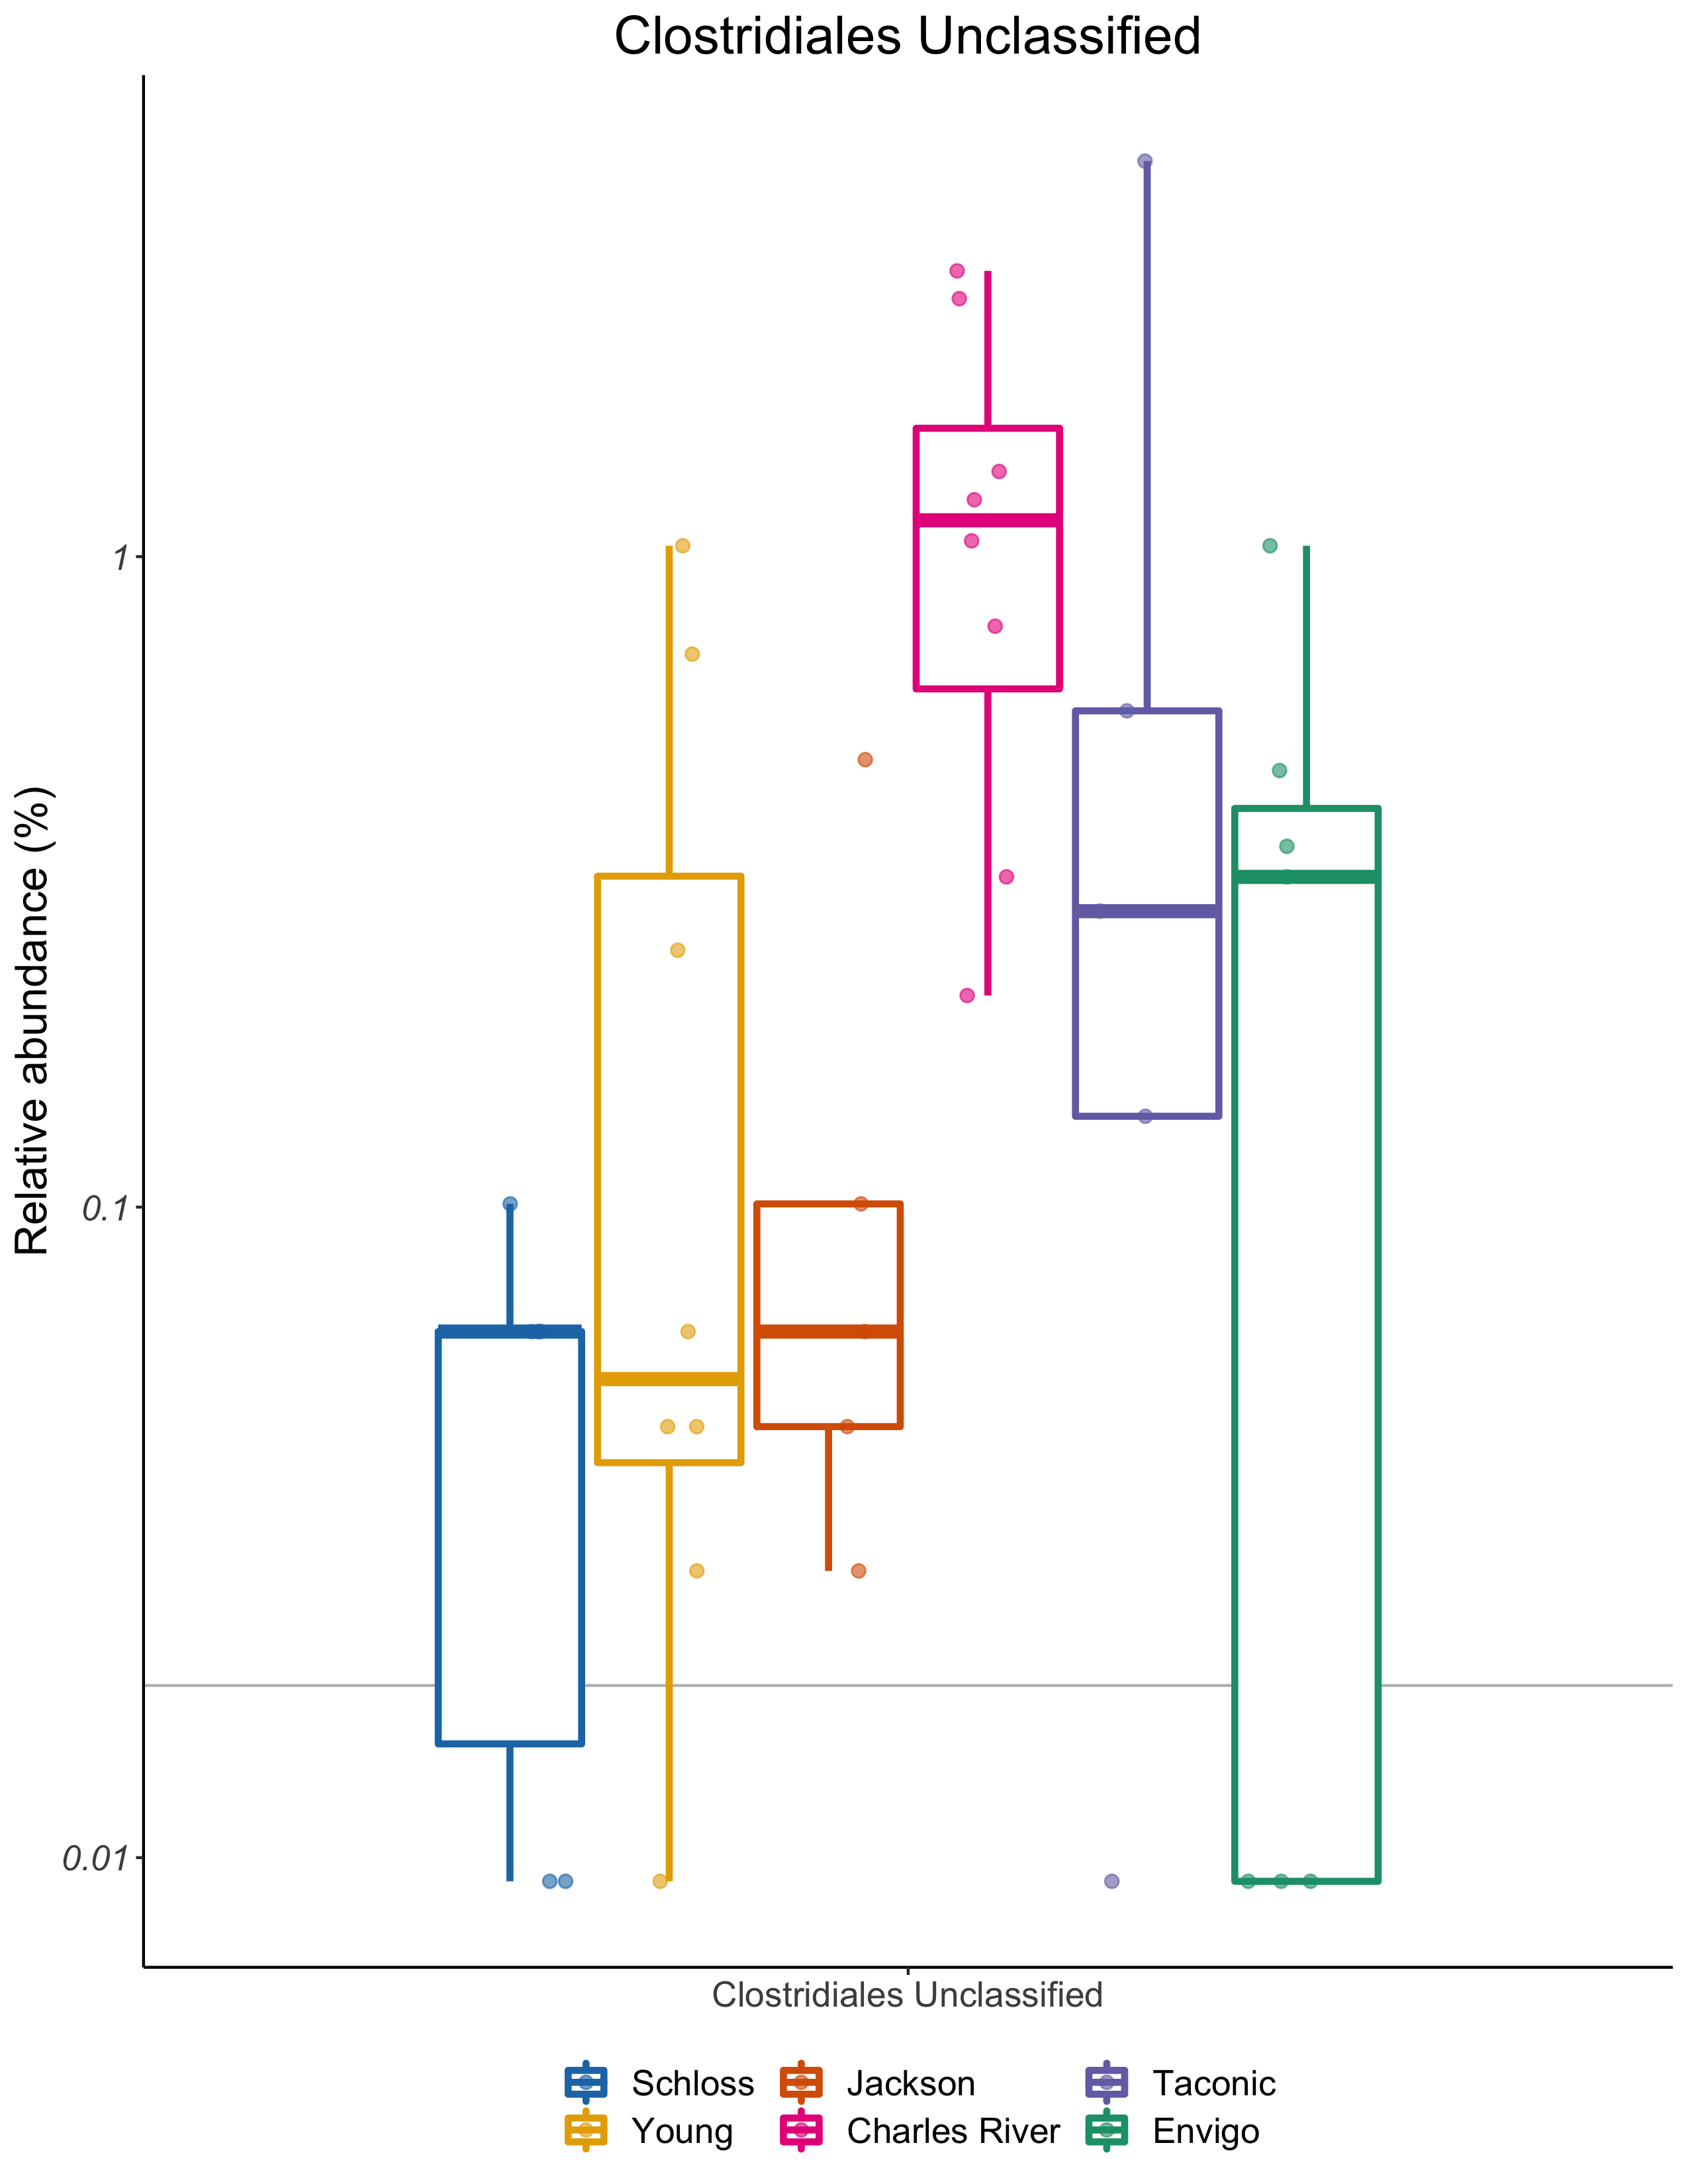 Clostridiales Unclassified
Relative abundance (%)
1
0.1
0.01
Clostridiales Unclassified
Schloss Jackson Taconic
Young Charles River Envigo